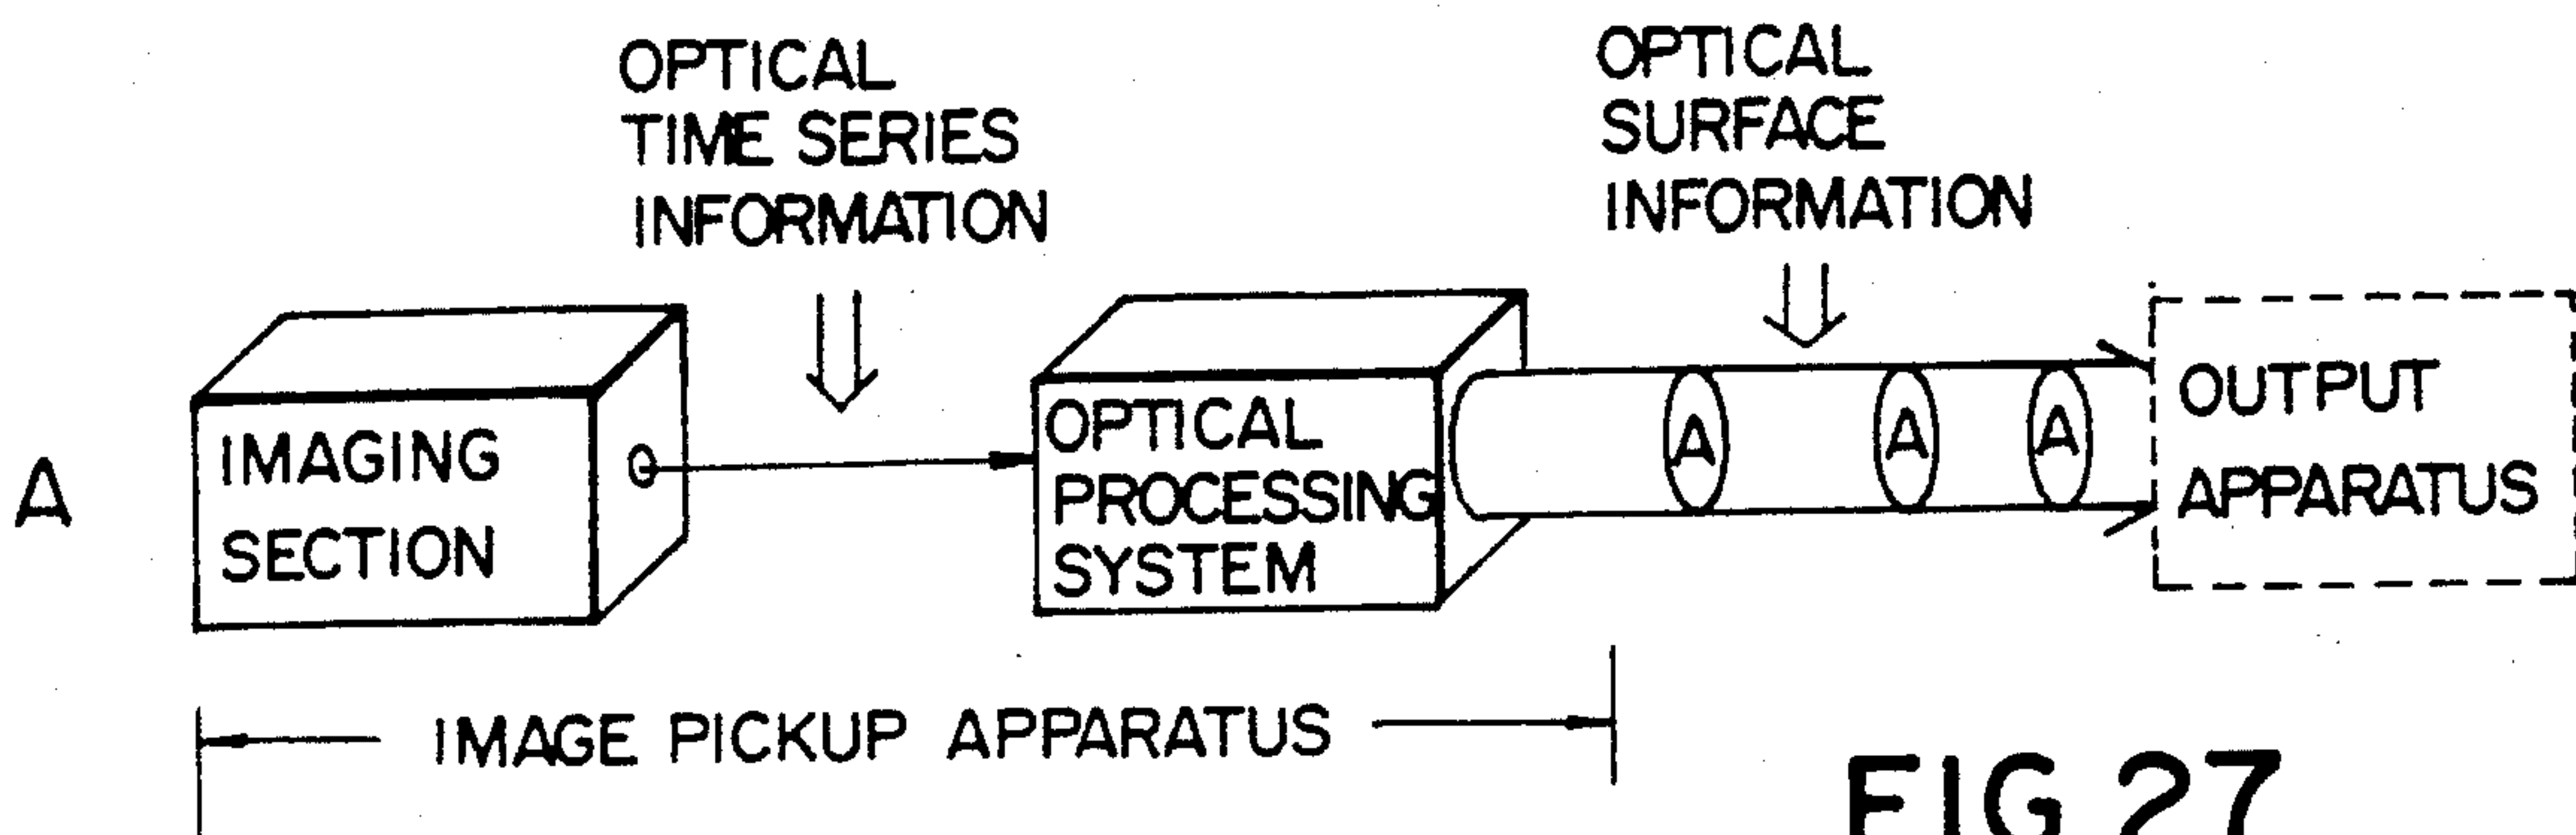 OPTICAL
TIME SERIES
INFORMATION
OPTICAL
SURFACE
INFORMATION
A
IMAGING
SECTION
OPTICAL
PROCESSING
SYSTEM
A A A
OUTPUT
APPARATUS
IMAGE PICKUP APPARATUS
FIG. 27